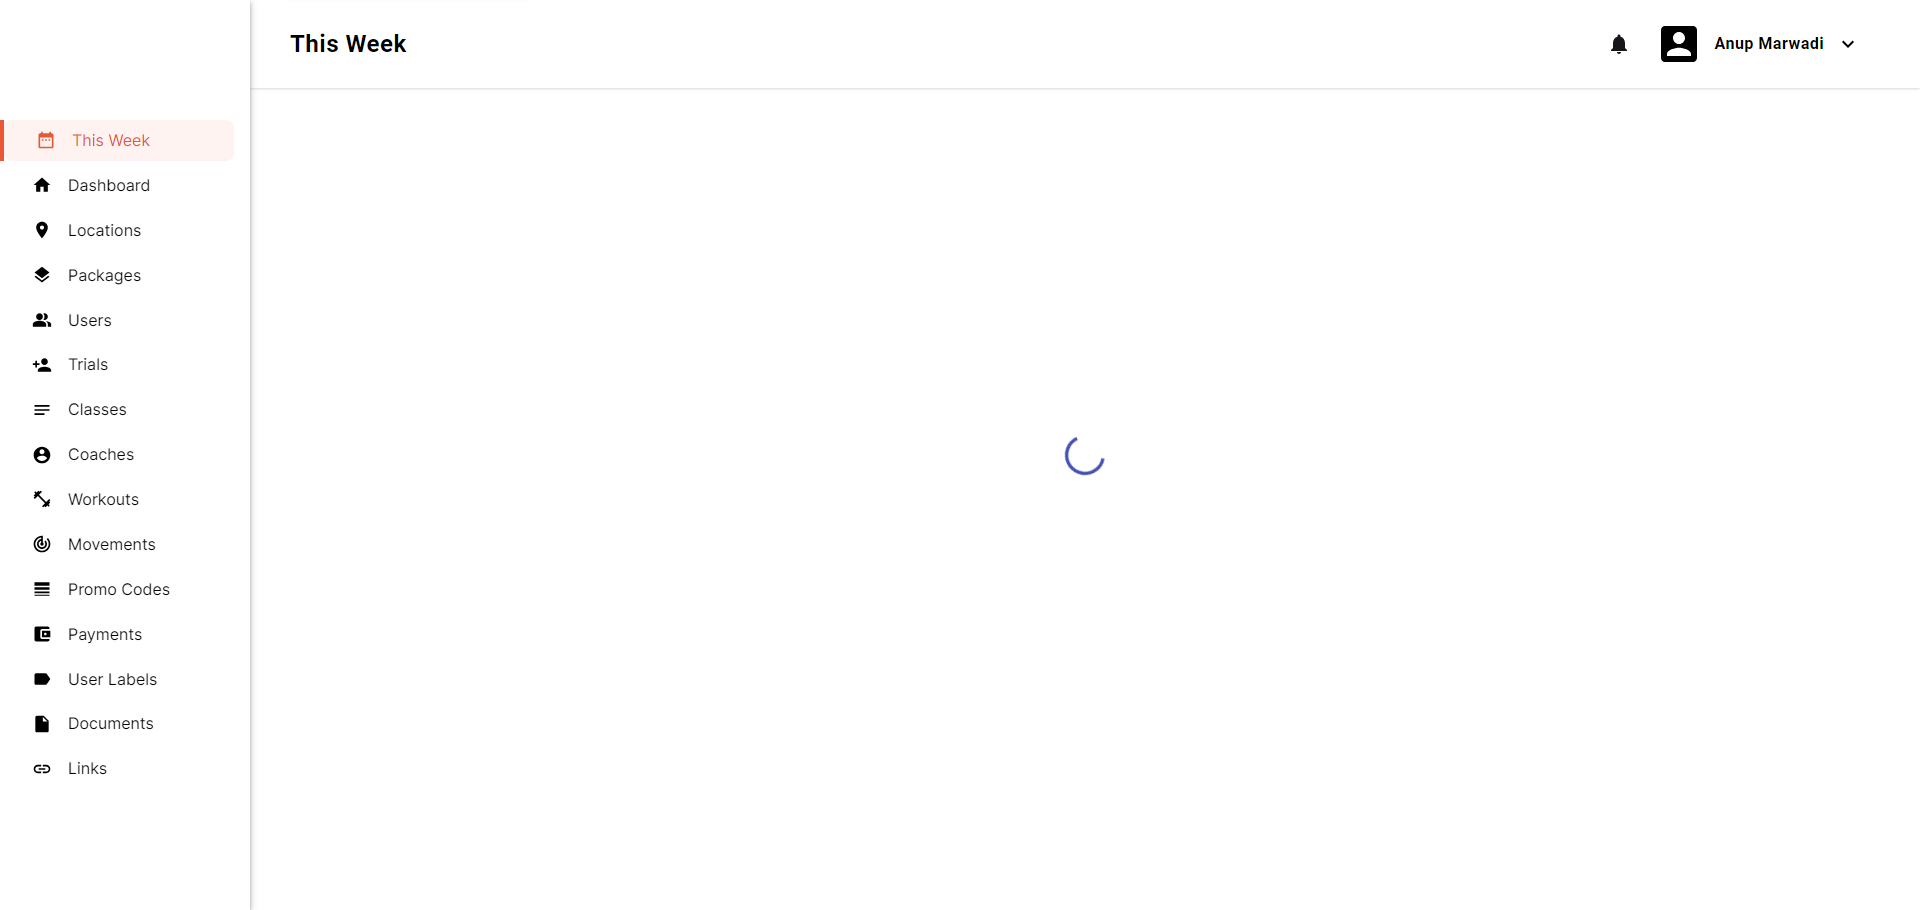 This Week
Anup Marwadi
This Week
Dashboard
Locations
Packages
Users
Trials
Classes
Coaches
Workouts
Movements
Promo Codes
Payments
User Labels
Documents
Links